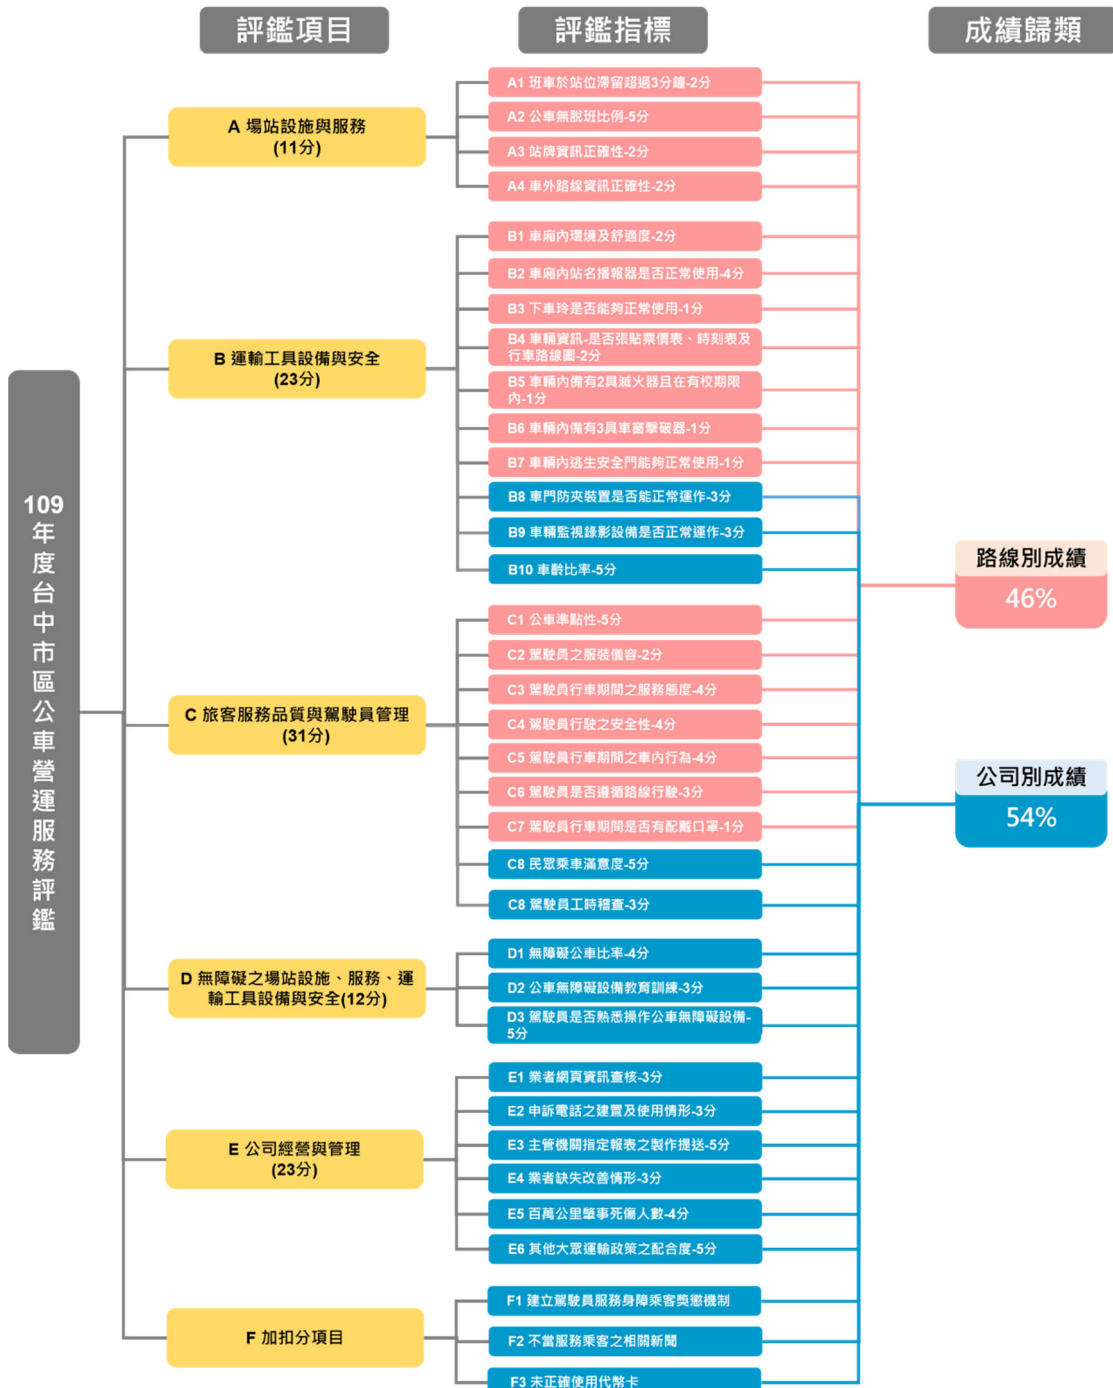 評鑑項目
評鑑指標
成績歸類
109年度台中市區公車營運服務評鑑
A 場站設施與服務
(11分)
A1 班車於站位滯留超過3分鐘-2分
A2 公車無脫班比例-5分
A3 站牌資訊正確性-2分
A4 車外路線資訊正確性-2分
B 運輸工具設備與安全
(23分)
B1 車廂內環境及舒適度-2分
B2 車廂內站名播報器是否正常使用-4分
B3 下車玲是否能夠正常使用-1分
B4 車輛資訊-是否張貼票價表、時刻表及
行車路線圖-2分
B5 車輛內備有2具滅火器且在有校期限
內-1分
B6 車輛內備有3具車窗擊破器-1分
B7 車輛內逃生安全門能夠正常使用-1分
B8 車門防夾裝置是否能正常運作-3分
B9 車輛監視錄影設備是否正常運作-3分
B10 車齡比率-5分
C 旅客服務品質與駕駛員管理
(31分)
C1 公車準點性-5分
C2 駕駛員之服裝儀容-2分
C3 駕駛員行車期間之服務態度-4分
C4 駕駛員行駛之安全性-4分
C5 駕駛員行車期間之車內行為-4分
C6 駕駛員是否遵循路線行駛-3分
C7 駕駛員行車期間是否有配戴口罩-1分
C8 民眾乘車滿意度-5分
C8 駕駛員工時稽查-3分
D 無障礙之場站設施、服務、運
輸工具設備與安全(12分)
D1 無障礙公車比率-4分
D2 公車無障礙設備教育訓練-3分
D3 駕駛員是否熟悉操作公車無障礙設備-
5分
E 公司經營與管理
(23分)
E1 業者網頁資訊查核-3分
E2 申訴電話之建置及使用情形-3分
E3 主管機關指定報表之製作提送-5分
E4 業者缺失改善情形-3分
E5 百萬公里肇事死傷人數-4分
E6 其他大眾運輸政策之配合度-5分
F 加扣分項目
F1 建立駕駛員服務身障乘客獎懲機制
F2 不當服務乘客之相關新聞
F3 未正確使用代幣卡
路線別成績
46%
公司別成績
54%